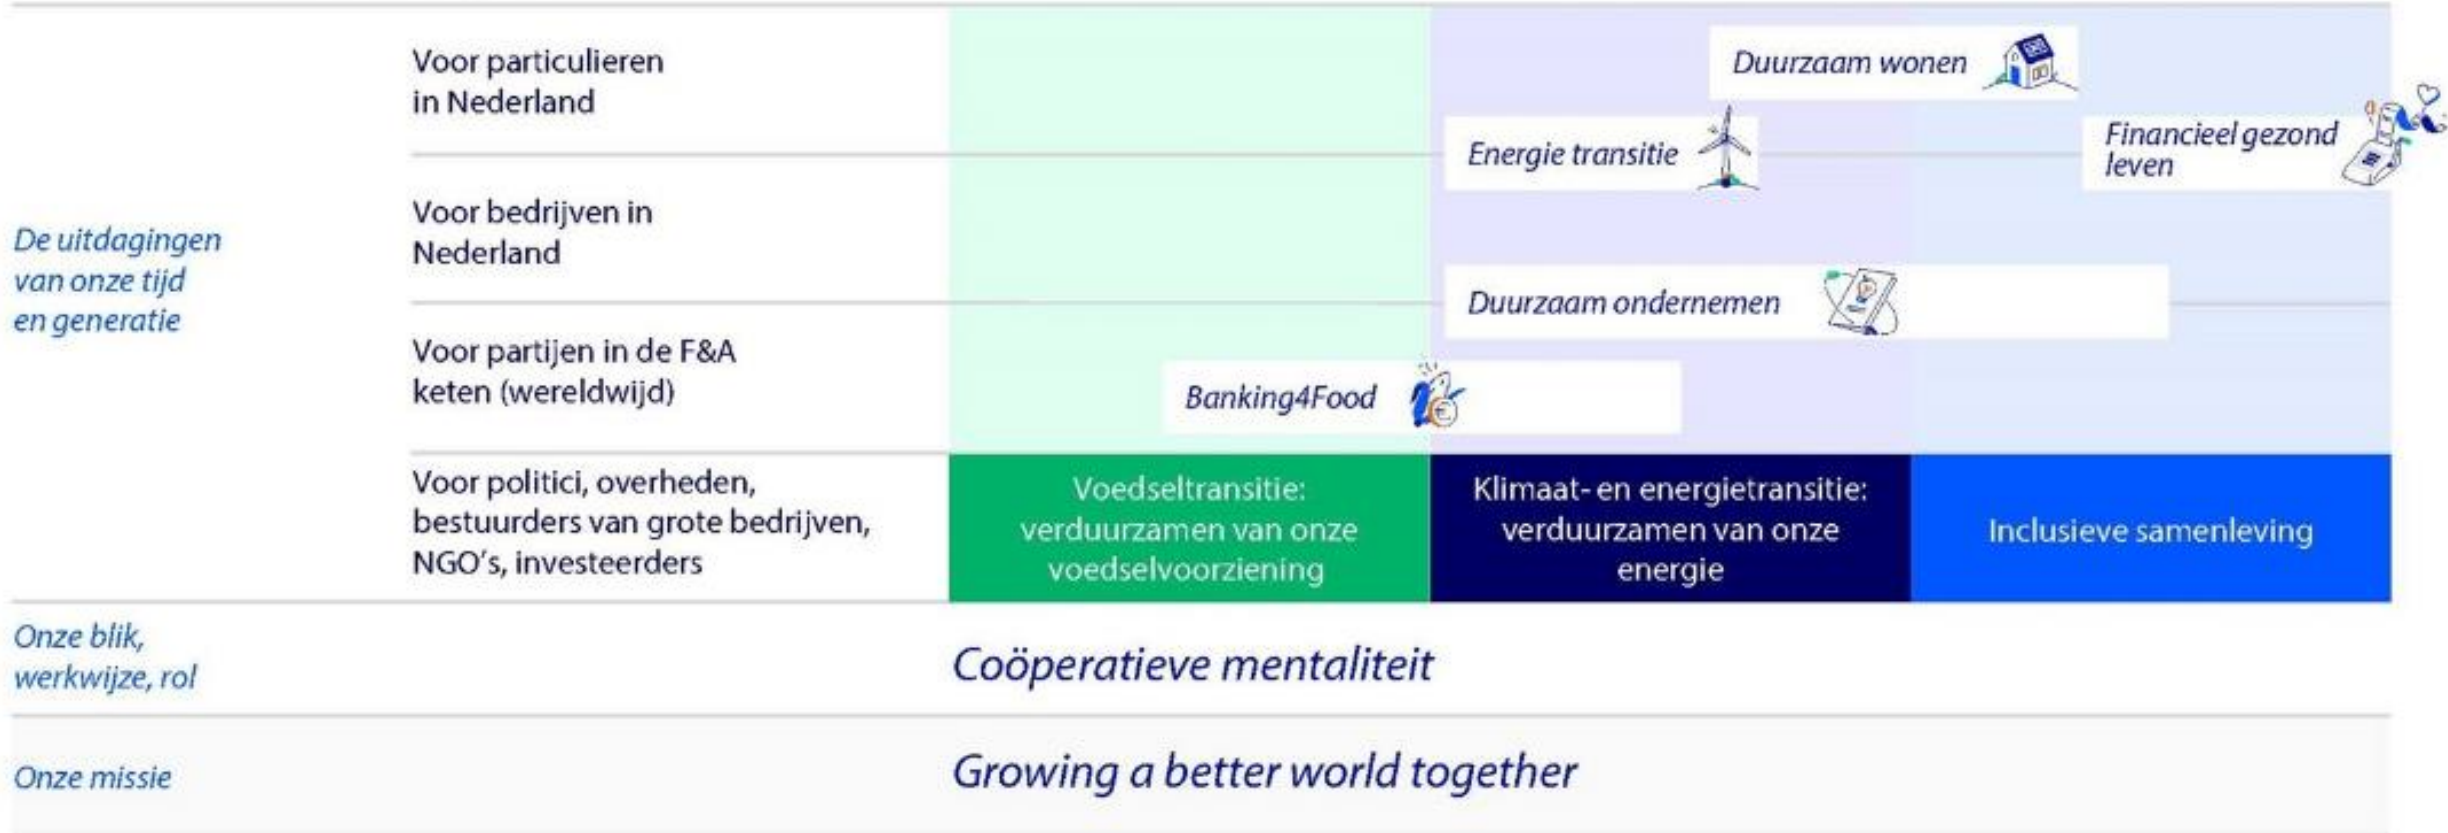 Voor particulieren
in Nederland
Duurzaam wonen
Energie transitie
Financieel gezond
leven
De uitdagingen
van onze tijd
en generatie
Voor bedrijven in
Nederland
Duurzaam ondernemen
Voor partijen in de F&A
keten (wereldwijd)
Banking4Food
Voor politici, overheden,
bestuurders van grote bedrijven,
NGO's, investeerders
Voedseltransitie:
verduurzamen van onze
voedselvoorziening
Klimaat- en energietransitie:
verduurzamen van onze
energie
Inclusieve samenleving
Onze blik,
werkwijze, rol
Coöperatieve mentaliteit
Onze missie
Growing a better world together